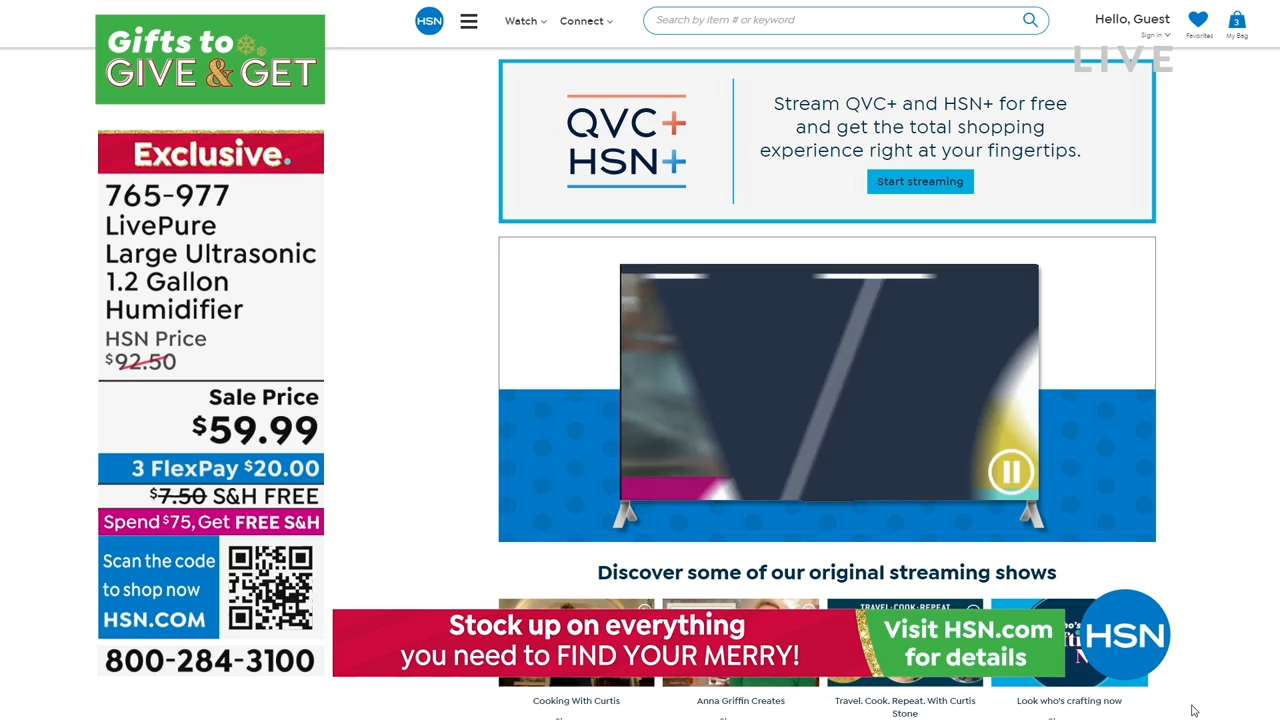 Gifts to
GIVE & GET
Exclusive.
765-977
LivePure
Large Ultrasonic
1.2 Gallon
Humidifier
HSN Price
$92.50
Sale Price
$59.99
3 FlexPay $20.00
$7.50 S&H FREE
Spend $75, Get FREE S&H
Scan the code
to shop now
HSN.COM
800-284-3100
HSN
Watch
Connect
Search by item # or keyword
Hello, Guest
Sign in
Favorites
3
My Bag
LIVE
QVC+
HSN+
Stream QVC+ and HSN+ for free
and get the total shopping
experience right at your fingertips.
Start streaming
Discover some of our original streaming shows
TRAVEL·COOK·REPEAT
Stock up on everything
you need to FIND YOUR MERRY!
Visit HSN.com
for details
HSN
Cooking With Curtis
Anna Griffin Creates
Travel. Cook. Repeat. With Curtis
Stone
Look who's crafting now